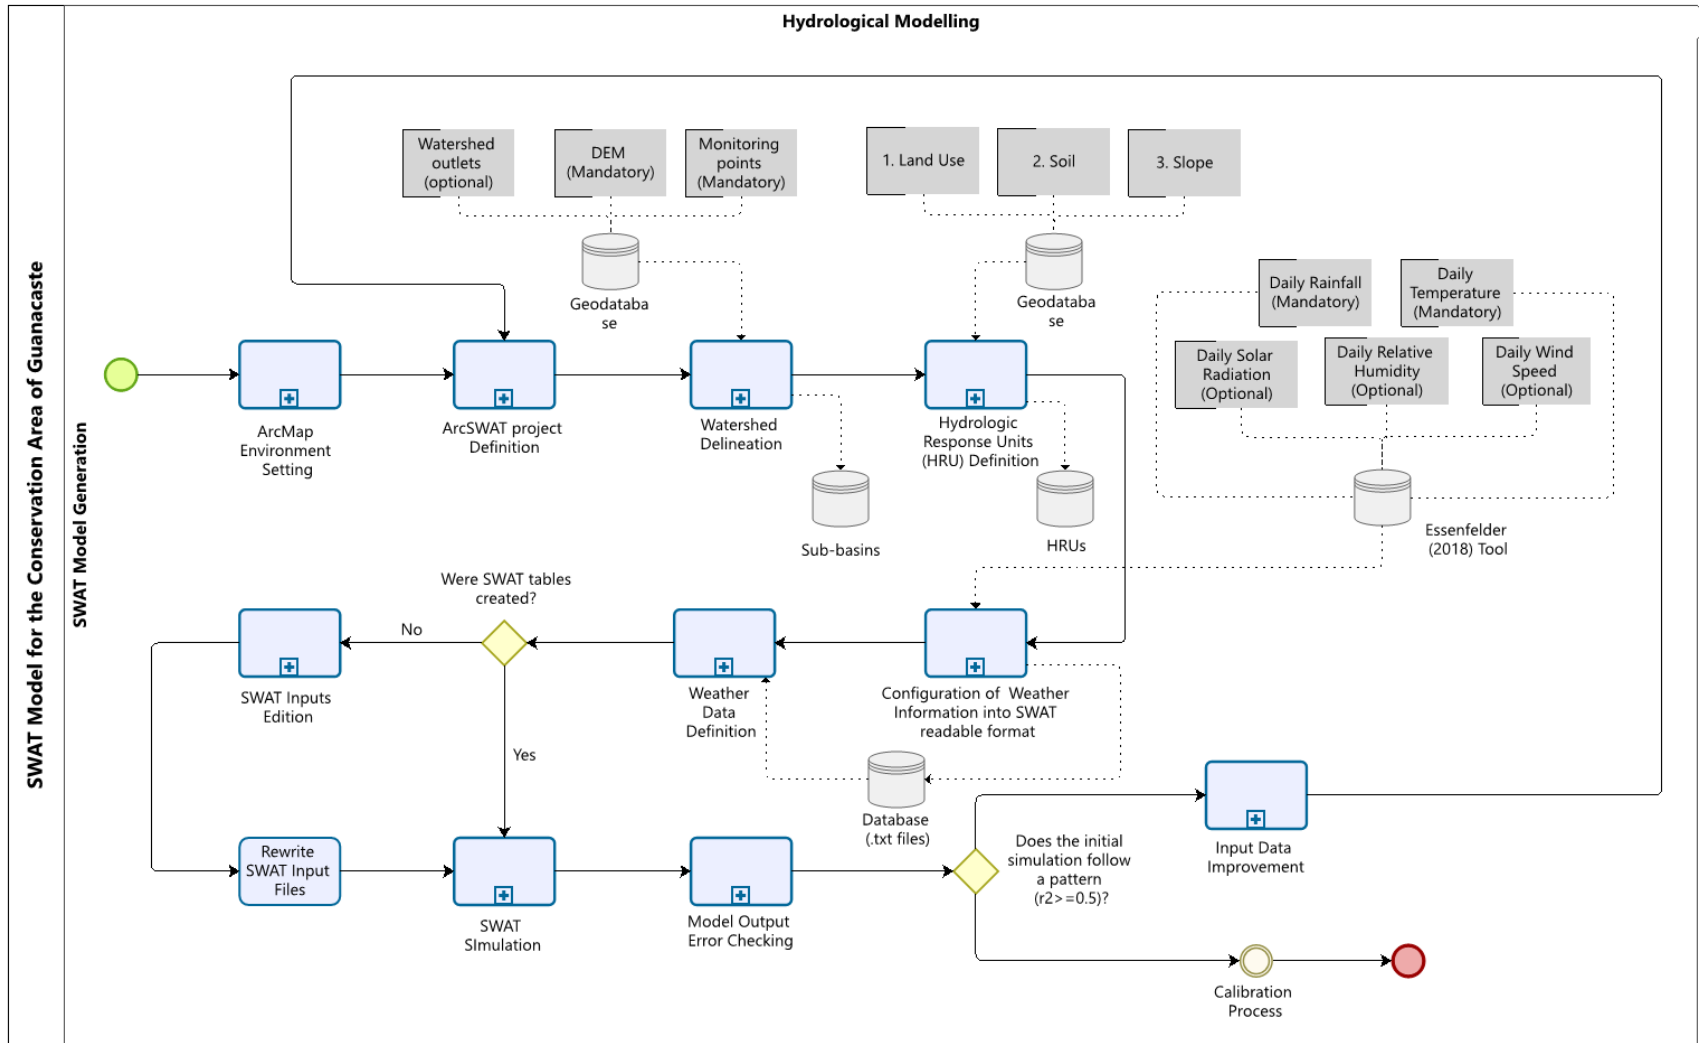 Hydrological Modelling
SWAT Model for the Conservation Area of Guanacaste
SWAT Model Generation
Watershed
outlets
(optional)
DEM
(Mandatory)
Monitoring
points
(Mandatory)
1. Land Use
2. Soil
3. Slope
Geodataba
se
Geodataba
se
Daily Rainfall
(Mandatory)
Daily
Temperature
(Mandatory)
Daily Solar
Radiation
(Optional)
Daily Relative
Humidity
(Optional)
Daily Wind
Speed
(Optional)
ArcMap
Environment
Setting
ArcSWAT project
Definition
Watershed
Delineation
Hydrologic
Response Units
(HRU) Definition
Sub-basins
HRUs
Essenfelder
(2018) Tool
Were SWAT tables
created?
No
Yes
SWAT Inputs
Edition
Weather
Data
Definition
Configuration of  Weather
Information into SWAT
readable format
Database
(.txt files)
Rewrite
SWAT Input
Files
SWAT
SImulation
Model Output
Error Checking
Does the initial
simulation follow
a pattern
(r2>=0.5)?
Input Data
Improvement
Calibration
Process